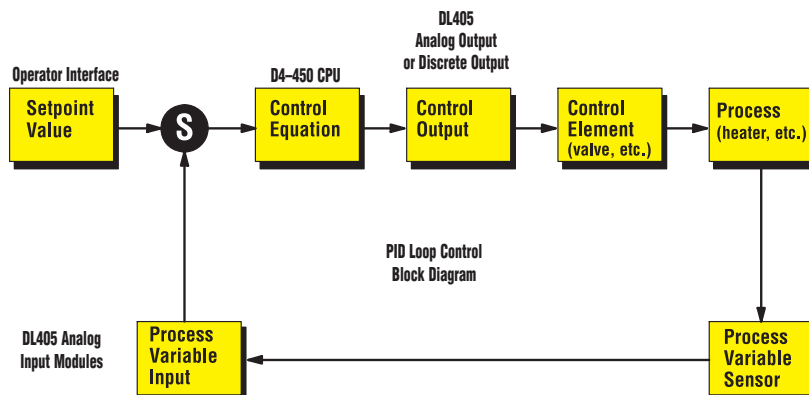 DL405
Analog Output
or Discrete Output
Operator Interface
D4–450 CPU
Setpoint
Value
S
Control
Equation
Control
Output
Control
Element
(valve, etc.)
Process
(heater, etc.)
PID Loop Control
Block Diagram
DL405 Analog
Input Modules
Process
Variable
Input
Process
Variable
Sensor